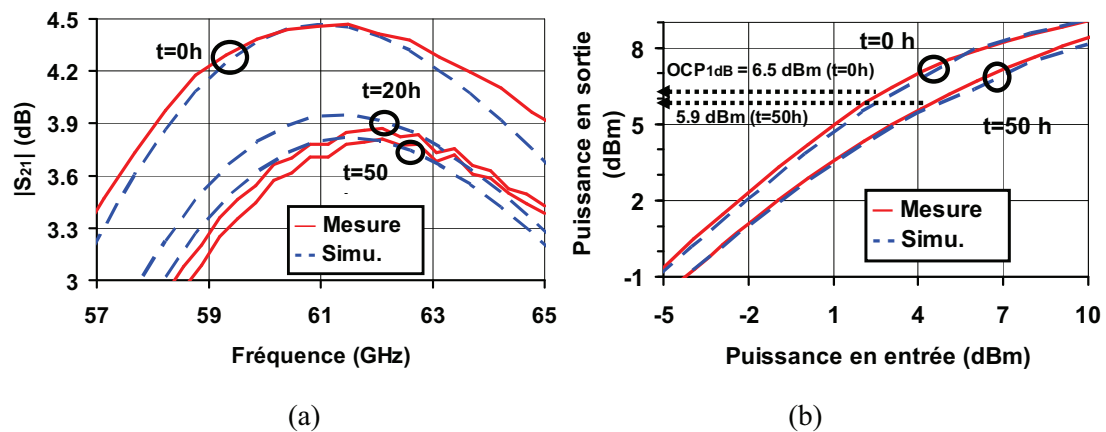 4.5
4.2
3.9
3.6
3.3
3
|S21| (dB)
t=0h
t=20h
t=50
Mesure
Simu.
57
59
61
63
65
Fréquence (GHz)
(a)
8
5
2
-1
Puissance en sortie
(dBm)
t=0 h
OCP1dB = 6.5 dBm (t=0h)
5.9 dBm (t=50h)
t=50 h
Mesure
Simu.
-5
-2
1
4
7
10
Puissance en entrée (dBm)
(b)